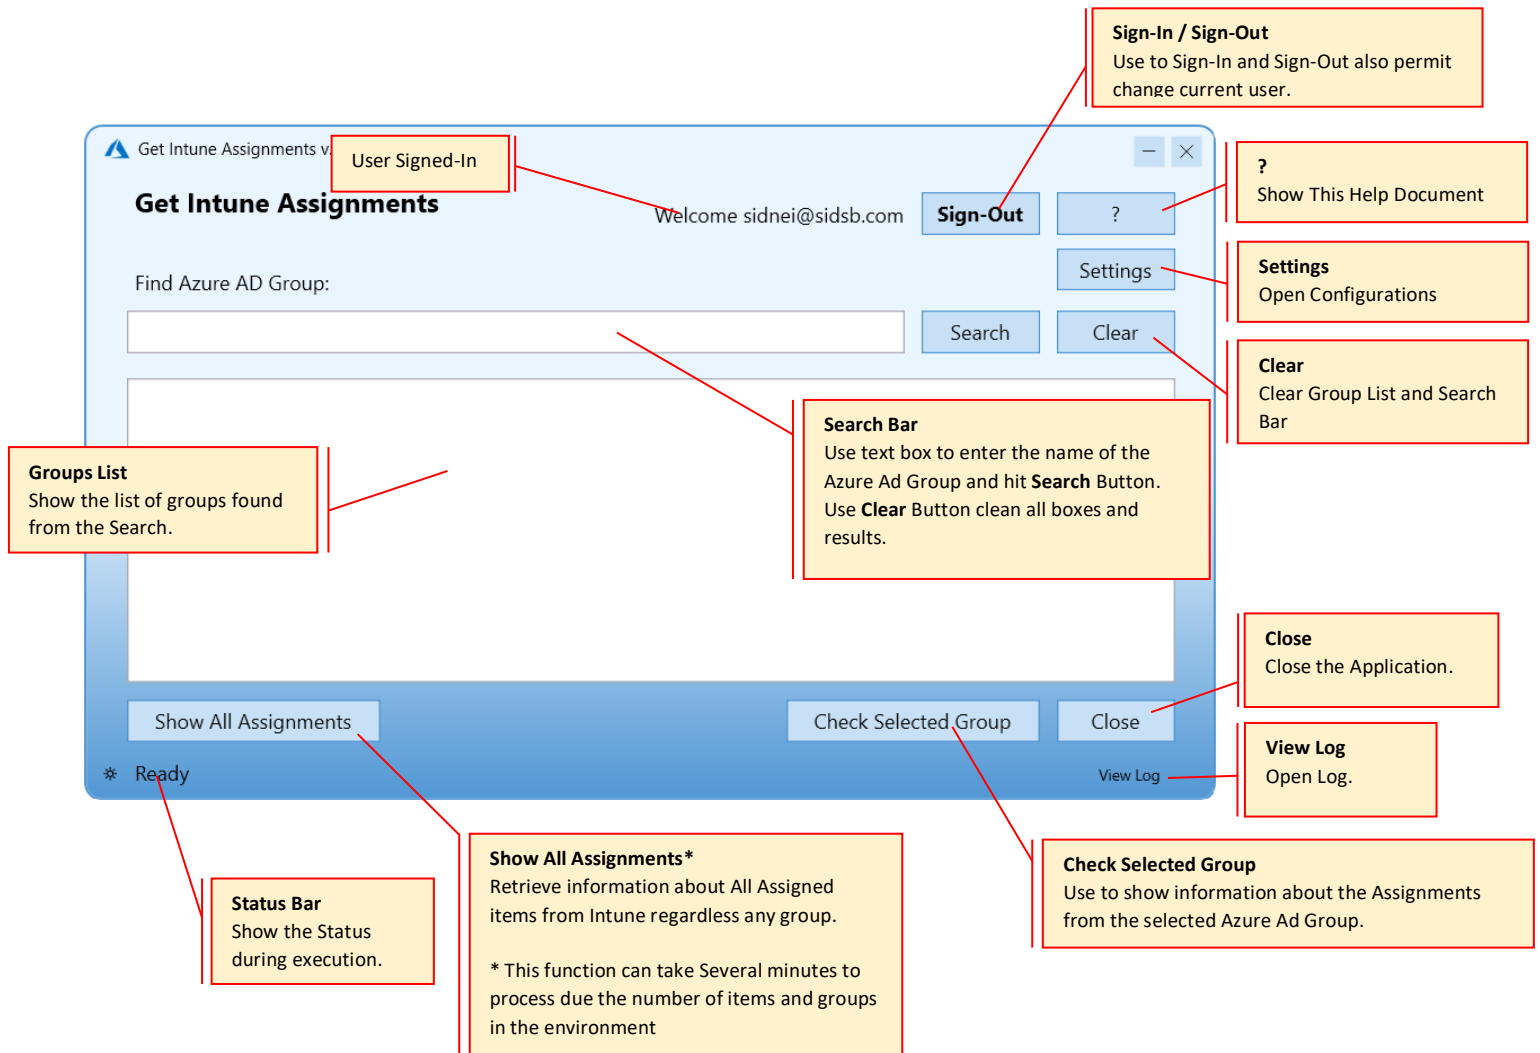 Sign-In / Sign-Out
Use to Sign-In and Sign-Out also permit
change current user.
Get Intune Assignments v.
User Signed-In
Get Intune Assignments
Welcome sidnei@sidsb.com
Sign-Out
?
?
Show This Help Document
Settings
Settings
Open Configurations
Find Azure AD Group:
Search
Clear
Clear
Clear Group List and Search
Bar
Search Bar
Use text box to enter the name of the
Azure Ad Group and hit Search Button.
Use Clear Button clean all boxes and
results.
Groups List
Show the list of groups found
from the Search.
Close
Close the Application.
Show All Assignments
Check Selected Group
Close
View Log
Open Log.
Ready
View Log
Show All Assignments*
Retrieve information about All Assigned
items from Intune regardless any group.
* This function can take Several minutes to
process due the number of items and groups
in the environment
Check Selected Group
Use to show information about the Assignments
from the selected Azure Ad Group.
Status Bar
Show the Status
during execution.